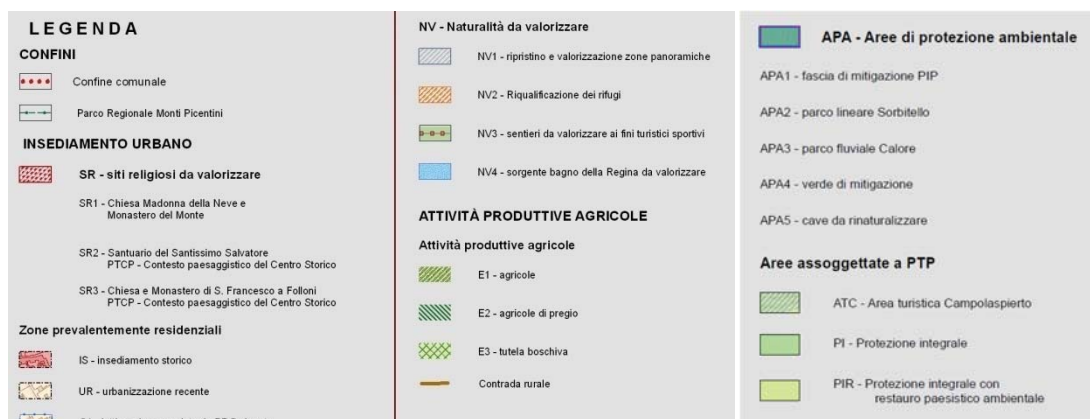 LEGENDA
CONFINI
Confine comunale
Parco Regionale Monti Picentini
INSEDIAMENTO URBANO
SR - siti religiosi da valorizzare
SR1 - Chiesa Madonna della Neve e
Monastero del Monte
SR2 - Santuario del Santissimo Salvatore
PTCP - Contesto paesaggistico del Centro Storico
SR3 - Chiesa e Monastero di S. Francesco a Folloni
PTCP - Contesto paesaggistico del Centro Storico
Zone prevalentemente residenziali
IS - insediamento storico
UR - urbanizzazione recente
NV - Naturalità da valorizzare
NV1 - ripristino e valorizzazione zone panoramiche
NV2 - Riqualificazione dei rifugi
NV3 - sentieri da valorizzare ai fini turistici sportivi
NV4 - sorgente bagno della Regina da valorizzare
ATTIVITÀ PRODUTTIVE AGRICOLE
Attività produttive agricole
E1 - agricole
E2 - agricole di pregio
E3 - tutela boschiva
Contrada rurale
APA - Aree di protezione ambientale
APA1 - fascia di mitigazione PIP
APA2 - parco lineare Sorbitello
APA3 - parco fluviale Calore
APA4 - verde di mitigazione
APA5 - cave da rinaturalizzare
Aree assoggettate a PTP
ATC - Area turistica Campolaspierto
PI - Protezione integrale
PIR - Protezione integrale con
restauro paesistico ambientale